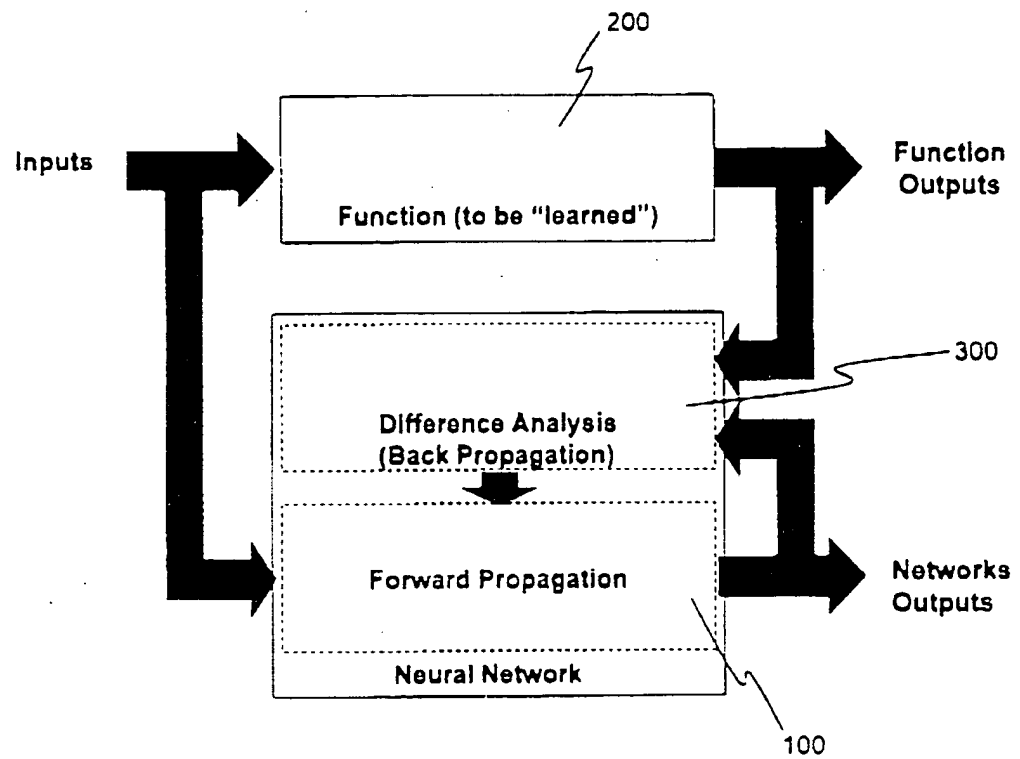 200
Inputs
Function
Outputs
Function (to be "learned")
300
Difference Analysis
(Back Propagation)
Forward Propagation
Networks
Outputs
Neural Network
100